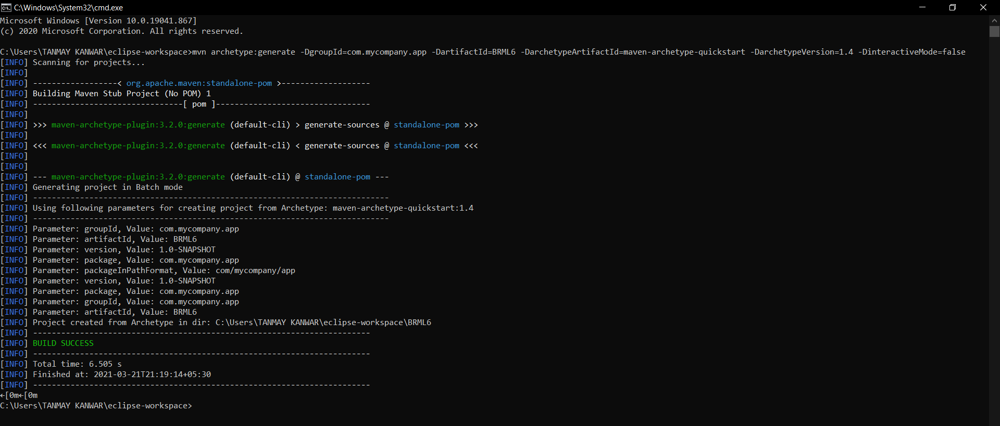 C:\Windows\System32\cmd.exe
Microsoft Windows [Version 10.0.19041.867]
(c) 2020 Microsoft Corporation. All rights reserved.
C:\Users\TANMAY KANWAR\eclipse-workspace>mvn archetype:generate -DgroupId=com.mycompany.app -DartifactId=BRML6 -DarchetypeArtifactId=maven-archetype-quickstart -DarchetypeVersion=1.4 -DinteractiveMode=false
[INFO] Scanning for projects...
[INFO]
[INFO] ------------------< org.apache.maven:standalone-pom >-------------------
[INFO] Building Maven Stub Project (No POM) 1
[INFO] --------------------------------[ pom ]---------------------------------
[INFO]
[INFO] >>> maven-archetype-plugin:3.2.0:generate (default-cli) > generate-sources @ standalone-pom >>>
[INFO]
[INFO] <<< maven-archetype-plugin:3.2.0:generate (default-cli) < generate-sources @ standalone-pom <<<
[INFO]
[INFO]
[INFO] --- maven-archetype-plugin:3.2.0:generate (default-cli) @ standalone-pom ---
[INFO] Generating project in Batch mode
[INFO] ----------------------------------------------------------------------------
[INFO] Using following parameters for creating project from Archetype: maven-archetype-quickstart:1.4
[INFO] ----------------------------------------------------------------------------
[INFO] Parameter: groupId, Value: com.mycompany.app
[INFO] Parameter: artifactId, Value: BRML6
[INFO] Parameter: version, Value: 1.0-SNAPSHOT
[INFO] Parameter: package, Value: com.mycompany.app
[INFO] Parameter: packageInPathFormat, Value: com/mycompany/app
[INFO] Parameter: version, Value: 1.0-SNAPSHOT
[INFO] Parameter: package, Value: com.mycompany.app
[INFO] Parameter: groupId, Value: com.mycompany.app
[INFO] Parameter: artifactId, Value: BRML6
[INFO] Project created from Archetype in dir: C:\Users\TANMAY KANWAR\eclipse-workspace\BRML6
[INFO] ------------------------------------------------------------------------
[INFO] BUILD SUCCESS
[INFO] ------------------------------------------------------------------------
[INFO] Total time: 6.505 s
[INFO] Finished at: 2021-03-21T21:19:14+05:30
[INFO] ------------------------------------------------------------------------
←[0m←[0m
C:\Users\TANMAY KANWAR\eclipse-workspace>